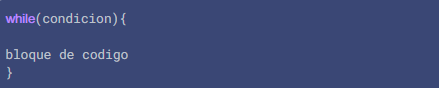 while(condicion){
bloque de codigo
}